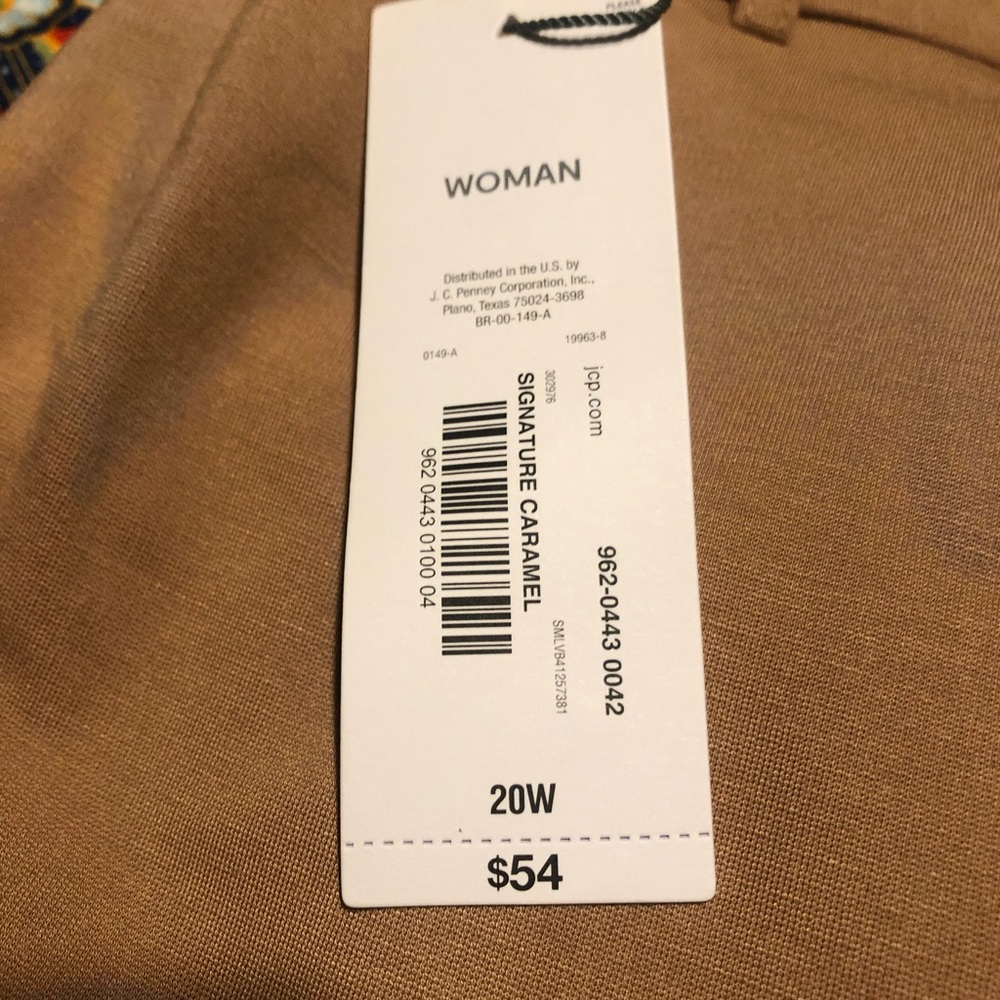 PLEASE
WOMAN
Distributed in the U.S. by
J. C. Penney Corporation, Inc.,
Plano, Texas 75024-3698
BR-00-149-A
19963-8
0149-A
jcp.com
302976
SIGNATURE CARAMEL
962 0443 0100 04
962-0443 0042
SMLVB41257381
20W
$54